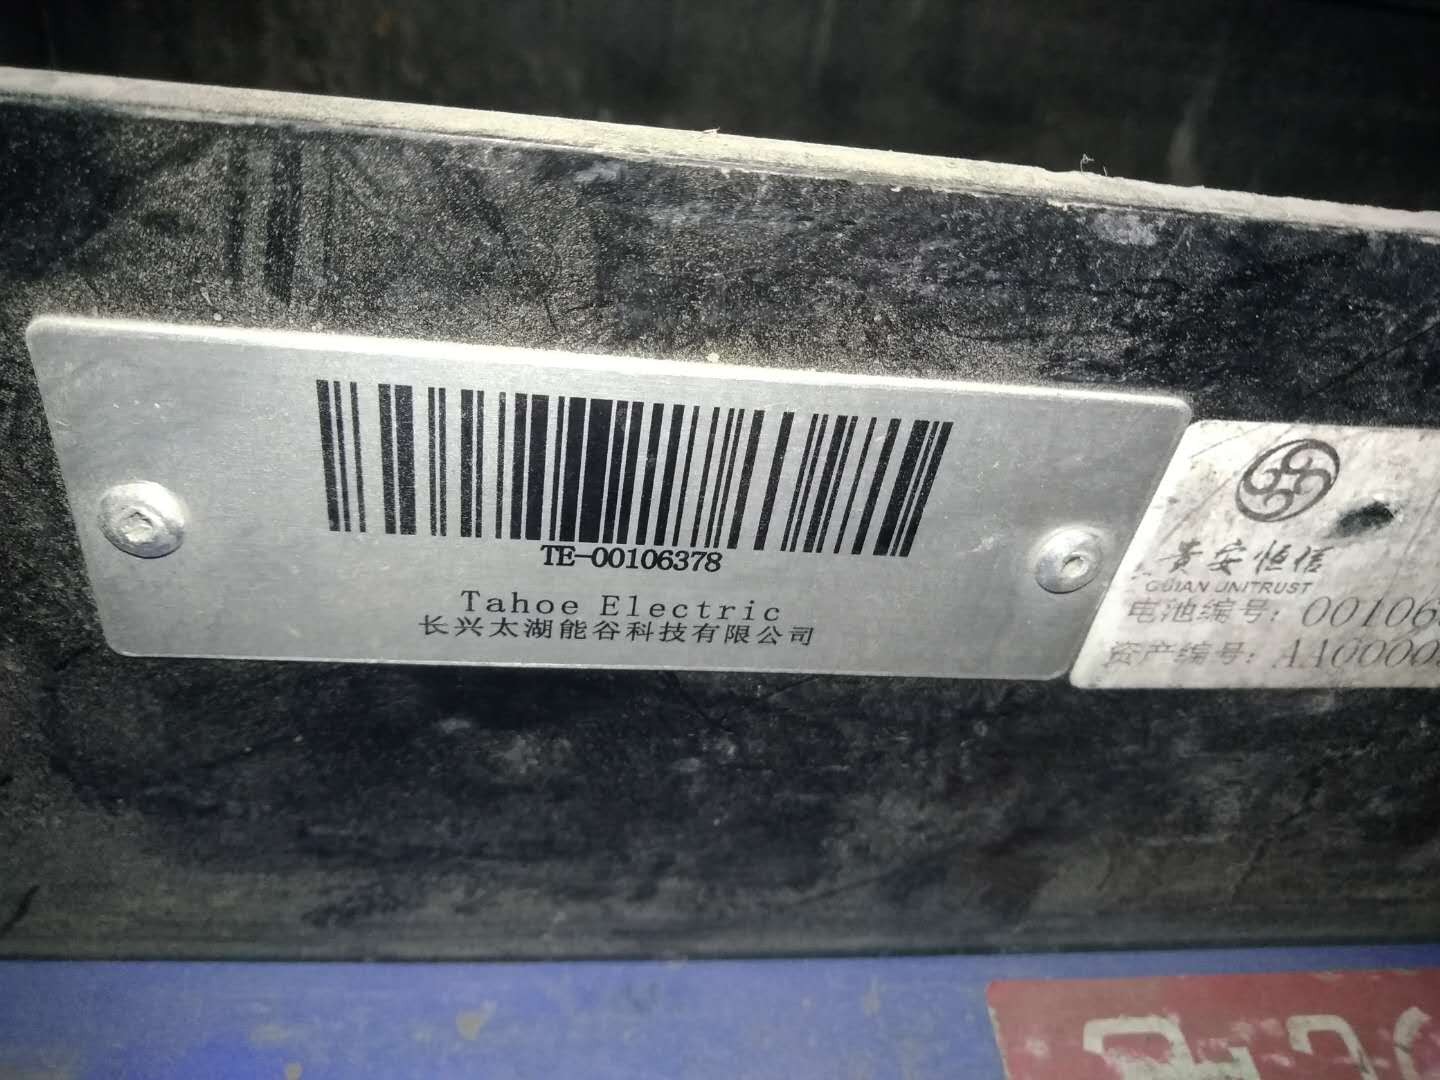 TE-00106378
Tahoe Electric
长兴太湖能谷科技有限公司
贵安恒信
GUIAN UNITRUST
电池编号: 00106
资产编号: AA0000